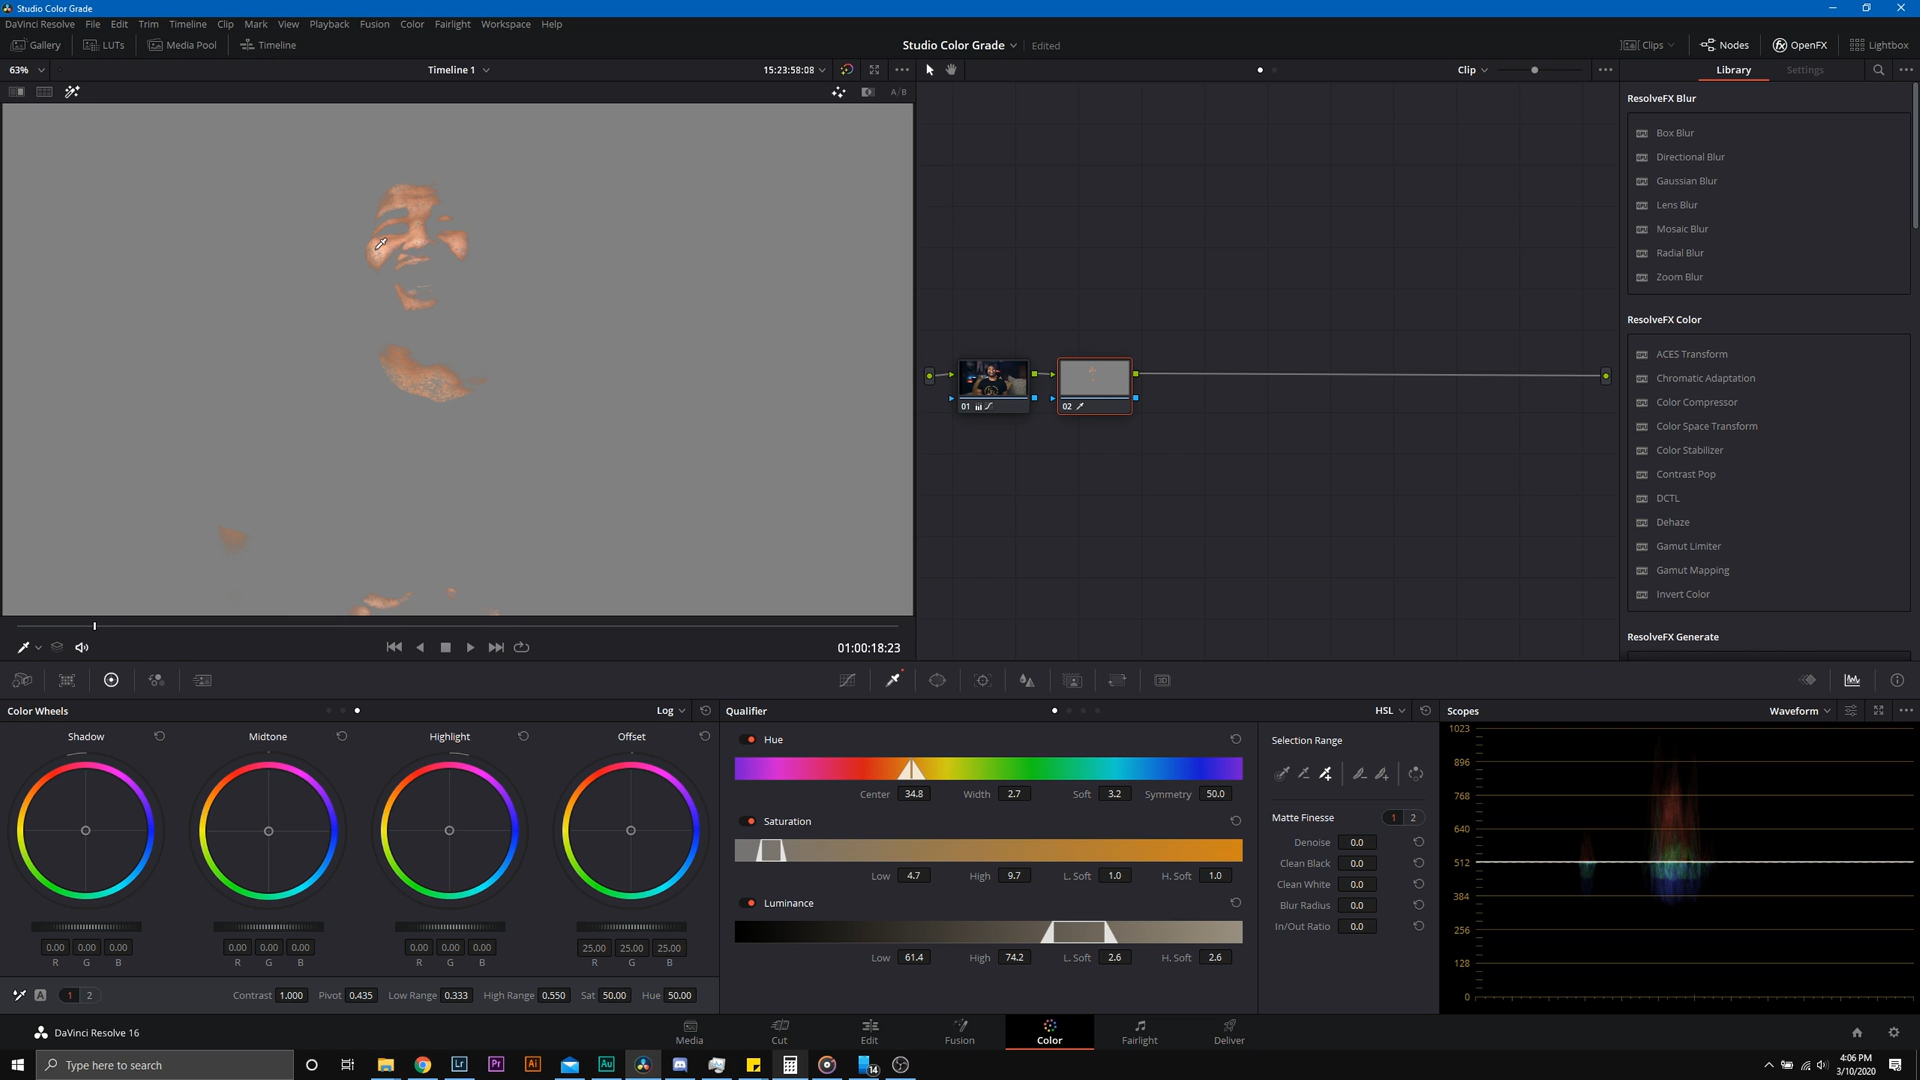 Studio Color Grade
DaVinci Resolve File Edit Trim Timeline Clip Mark View Playback Fusion Color Fairlight Workspace Help
Gallery LUTs Media Pool Timeline Studio Color Grade Edited Clips Nodes OpenFX Lightbox
63% Timeline 1 15:23:58:08 Clip Library Settings
A/B
ResolveFX Blur
Box Blur
Directional Blur
Gaussian Blur
Lens Blur
Mosaic Blur
Radial Blur
Zoom Blur
ResolveFX Color
ACES Transform
Chromatic Adaptation
Color Compressor
Color Space Transform
Color Stabilizer
Contrast Pop
DCTL
Dehaze
Gamut Limiter
Gamut Mapping
Invert Color
ResolveFX Generate
01 02
01:00:18:23
Color Wheels Log Qualifier HSL Scopes Waveform
Shadow Midtone Highlight Offset
0.00 0.00 0.00 0.00 0.00 0.00 0.00 0.00 0.00 25.00 25.00 25.00
R G B R G B R G B R G B
A 1 2 Contrast 1.000 Pivot 0.435 Low Range 0.333 High Range 0.550 Sat 50.00 Hue 50.00
Hue
Center 34.8 Width 2.7 Soft 3.2 Symmetry 50.0
Saturation
Low 4.7 High 9.7 L. Soft 1.0 H. Soft 1.0
Luminance
Low 61.4 High 74.2 L. Soft 2.6 H. Soft 2.6
Selection Range
Matte Finesse 1 2
Denoise 0.0
Clean Black 0.0
Clean White 0.0
Blur Radius 0.0
In/Out Ratio 0.0
1023
896
768
640
512
384
256
128
0
DaVinci Resolve 16 Media Cut Edit Fusion Color Fairlight Deliver
Type here to search Lr Pr Ai Au 14
4:06 PM
3/10/2020